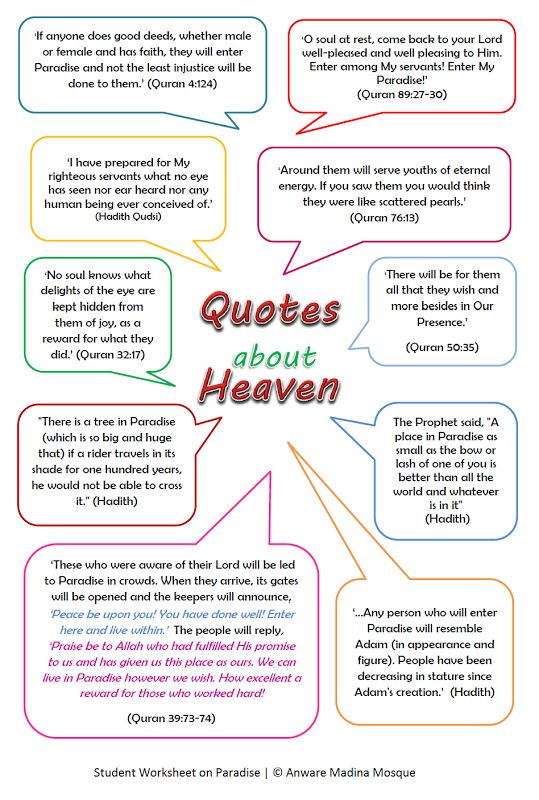 ‘If anyone does good deeds, whether male
or female and has faith, they will enter
Paradise and not the least injustice will be
done to them.’ (Quran 4:124)
‘O soul at rest, come back to your Lord
well-pleased and well pleasing to Him.
Enter among My servants! Enter My
Paradise!'
(Quran 89:27-30)
‘I have prepared for My
righteous servants what no eye
has seen nor ear heard nor any
human being ever conceived of.’
(Hadith Qudsi)
‘Around them will serve youths of eternal
energy. If you saw them you would think
they were like scattered pearls.’
(Quran 76:13)
‘No soul knows what
delights of the eye are
kept hidden from
them of joy, as a
reward for what they
did.’ (Quran 32:17)
Quotes
about
Heaven
‘There will be for them
all that they wish and
more besides in Our
Presence.’
(Quran 50:35)
"There is a tree in Paradise
(which is so big and huge
that) if a rider travels in its
shade for one hundred years,
he would not be able to cross
it." (Hadith)
The Prophet said, "A
place in Paradise as
small as the bow or
lash of one of you is
better than all the
world and whatever
is in it"
(Hadith)
‘These who were aware of their Lord will be led
to Paradise in crowds. When they arrive, its gates
will be opened and the keepers will announce,
‘Peace be upon you! You have done well! Enter
here and live within.’ The people will reply,
‘Praise be to Allah who had fulfilled His promise
to us and has given us this place as ours. We can
live in Paradise however we wish. How excellent a
reward for those who worked hard!
(Quran 39:73-74)
‘...Any person who will enter
Paradise will resemble
Adam (in appearance and
figure). People have been
decreasing in stature since
Adam's creation.’ (Hadith)
Student Worksheet on Paradise | © Anware Madina Mosque